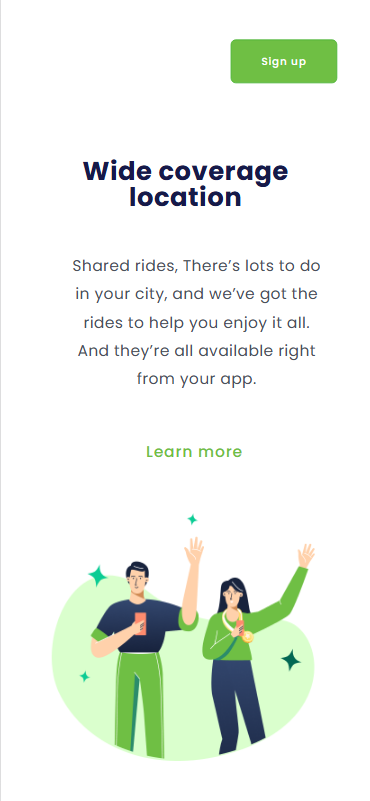 Sign up
Wide coverage
location
Shared rides, There’s lots to do
in your city, and we’ve got the
rides to help you enjoy it all.
And they’re all available right
from your app.
Learn more